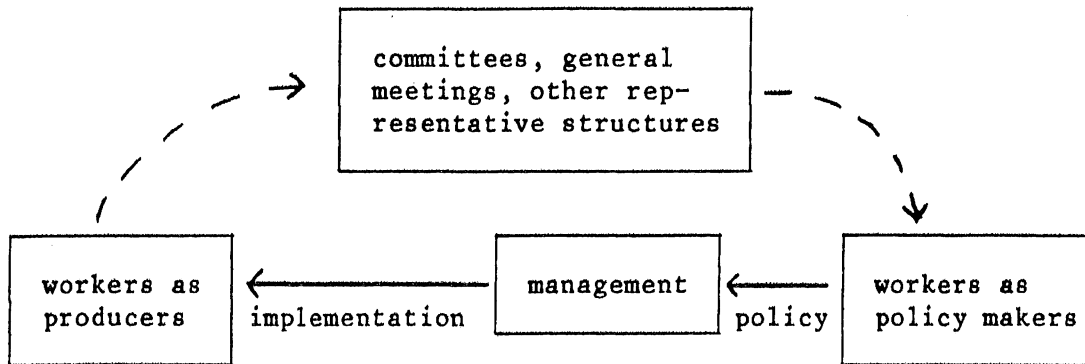 committees, general
meetings, other rep-
resentative structures
workers as
producers
implementation
management
policy
workers as
policy makers